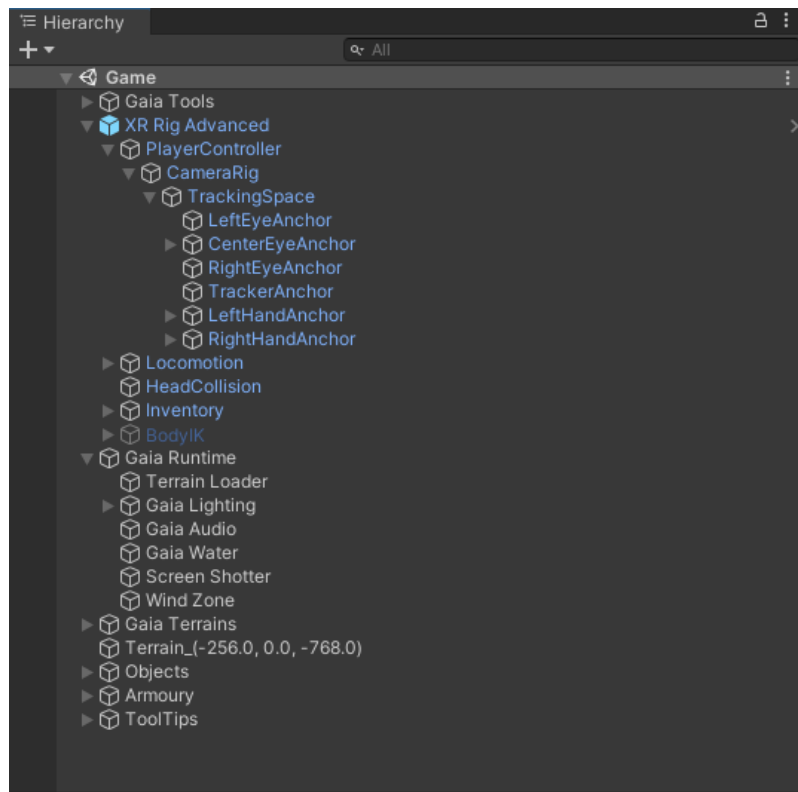 Hierarchy
All
Game
Gaia Tools
XR Rig Advanced
PlayerController
CameraRig
TrackingSpace
LeftEyeAnchor
CenterEyeAnchor
RightEyeAnchor
TrackerAnchor
LeftHandAnchor
RightHandAnchor
Locomotion
HeadCollision
Inventory
BodyIK
Gaia Runtime
Terrain Loader
Gaia Lighting
Gaia Audio
Gaia Water
Screen Shotter
Wind Zone
Gaia Terrains
Terrain_(-256.0, 0.0, -768.0)
Objects
Armoury
ToolTips